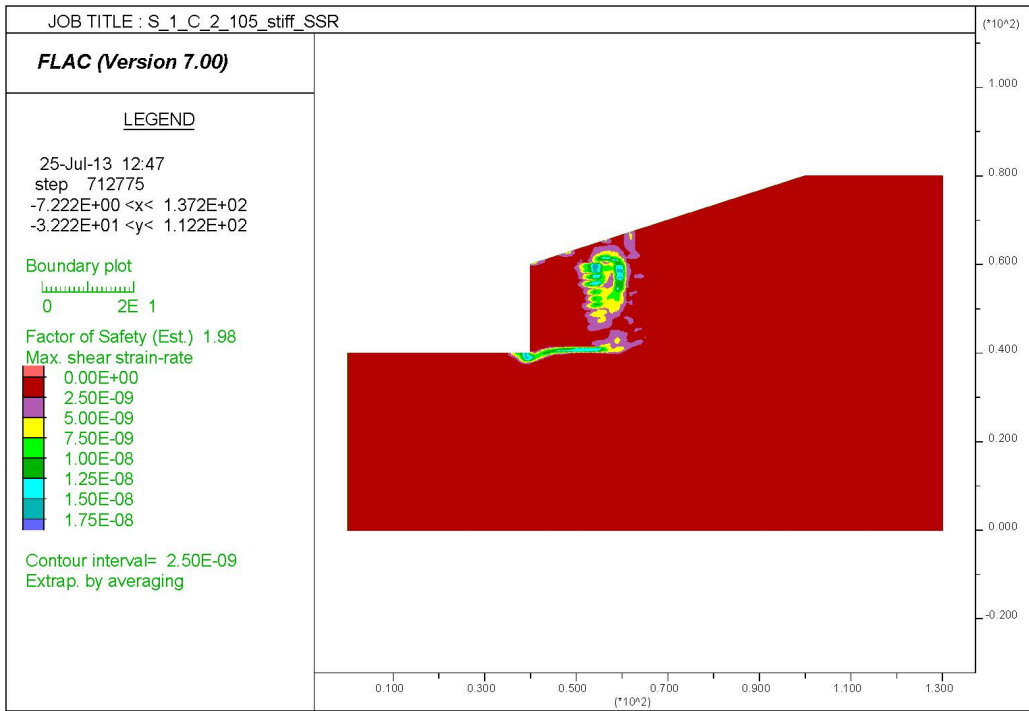 JOB TITLE : S_1_C_2_105_stiff_SSR
(*10^2)
FLAC (Version 7.00)
LEGEND
25-Jul-13 12:47
step 712775
-7.222E+00 <x< 1.372E+02
-3.222E+01 <y< 1.122E+02
Boundary plot
0 2E 1
Factor of Safety (Est.) 1.98
Max. shear strain-rate
0.00E+00
2.50E-09
5.00E-09
7.50E-09
1.00E-08
1.25E-08
1.50E-08
1.75E-08
Contour interval= 2.50E-09
Extrap. by averaging
1.000
0.800
0.600
0.400
0.200
0.000
-0.200
0.100 0.300 0.500 0.700 0.900 1.100 1.300
(*10^2)